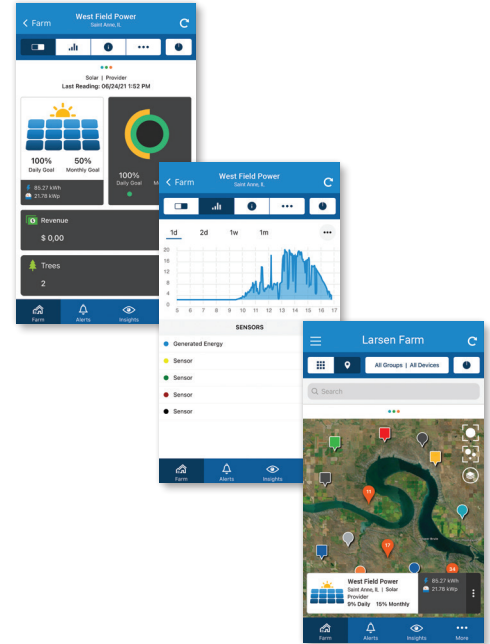 Farm
West Field Power
Saint Anne, IL
Solar | Provider
Last Reading: 06/24/21 1:52 PM
100%
Daily Goal
50%
Monthly Goal
85.27 kWh
21.78 kWp
100%
Daily Goal
Revenue
$ 0,00
Trees
2
Farm
Alerts
Insights
Farm
West Field Power
Saint Anne, IL
1d 2d 1w 1m
20
16
12
8
4
0
5 6 7 8 9 10 11 12 13 14 15 16 17
SENSORS
Generated Energy
Sensor
Sensor
Sensor
Sensor
Farm
Alerts
Insights
Larsen Farm
All Groups | All Devices
Search
11
17
34
West Field Power
Saint Anne, IL | Solar
Provider
9% Daily 15% Monthly
85.27 kWh
21.78 kWp
Farm
Alerts
Insights
More